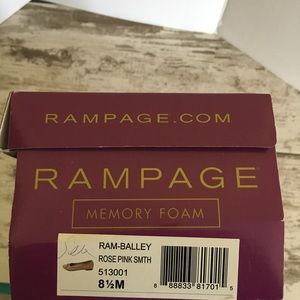 RAMPAGE.COM
RAMPAGE
MEMORY FOAM
RAM-BALLEY
ROSE PINK SMTH
513001
8½M
8 88833 81701 5